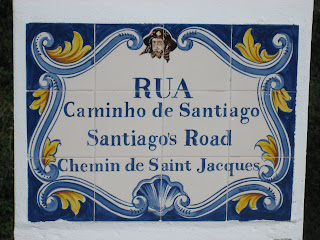 RUA
Caminho de Santiago
Santiago's Road
Chemin de Saint Jacques